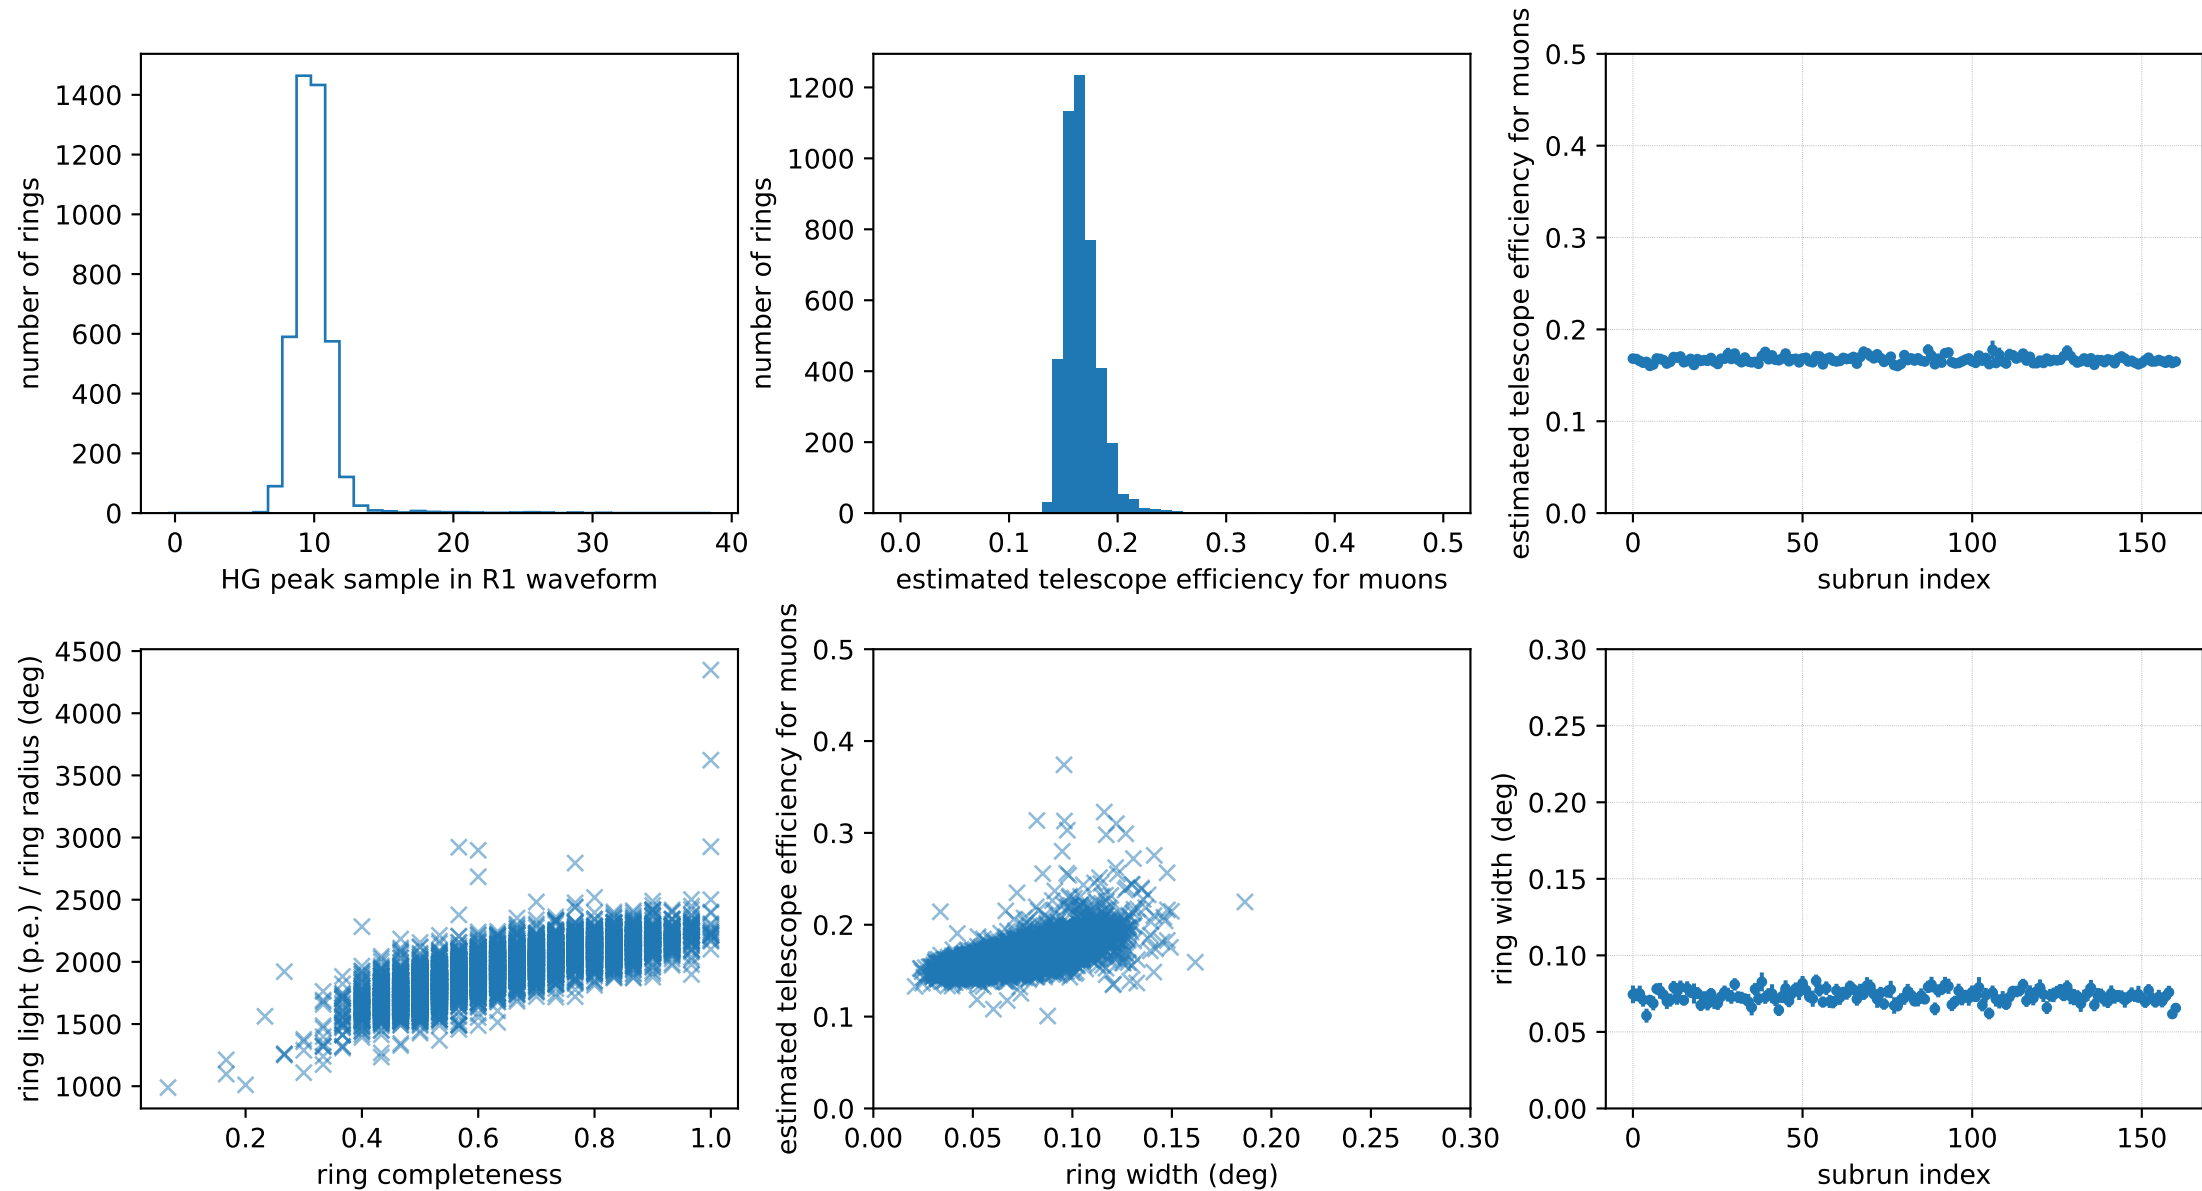 number of rings
1400
1200
1000
800
600
400
200
0
0 10 20 30 40
HG peak sample in R1 waveform
number of rings
1200
1000
800
600
400
200
0
0.0 0.1 0.2 0.3 0.4 0.5
estimated telescope efficiency for muons
estimated telescope efficiency for muons
0.5
0.4
0.3
0.2
0.1
0.0
0 50 100 150
subrun index
ring light (p.e.) / ring radius (deg)
4500
4000
3500
3000
2500
2000
1500
1000
0.2 0.4 0.6 0.8 1.0
ring completeness
estimated telescope efficiency for muons
0.5
0.4
0.3
0.2
0.1
0.0
0.00 0.05 0.10 0.15 0.20 0.25 0.30
ring width (deg)
ring width (deg)
0.30
0.25
0.20
0.15
0.10
0.05
0.00
0 50 100 150
subrun index